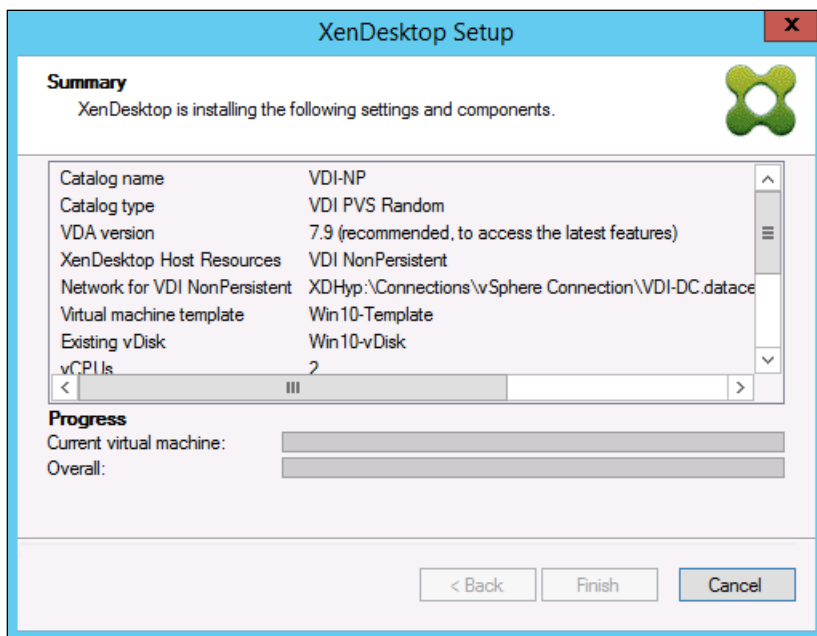 XenDesktop Setup
x
Summary
XenDesktop is installing the following settings and components.
Catalog name VDI-NP
Catalog type VDI PVS Random
VDA version 7.9 (recommended, to access the latest features)
XenDesktop Host Resources VDI NonPersistent
Network for VDI NonPersistent XDHyp:\Connections\vSphere Connection\VDI-DC.datace
Virtual machine template Win10-Template
Existing vDisk Win10-vDisk
vCPUs 2
Progress
Current virtual machine:
Overall:
< Back Finish Cancel